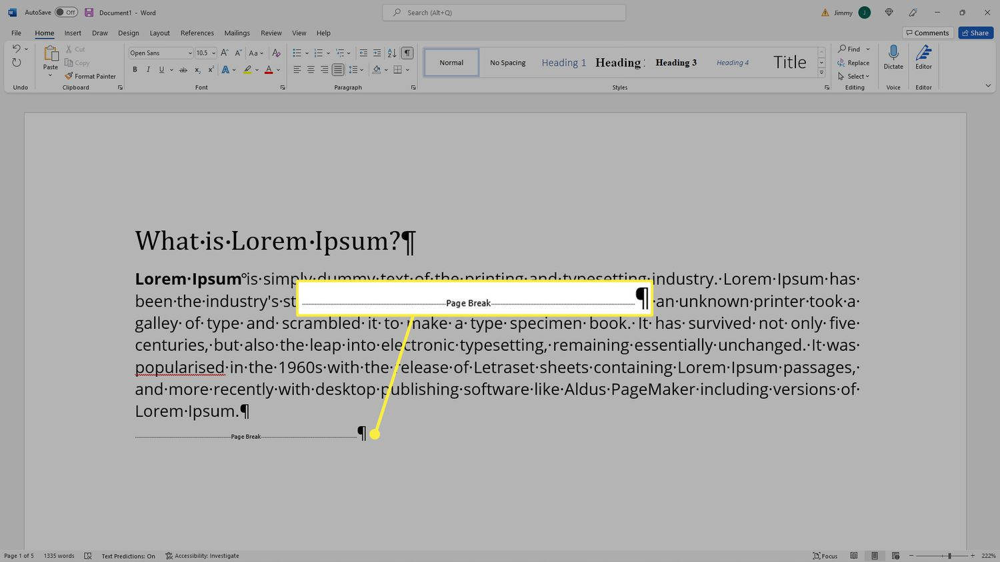 AutoSave Off Document1 - Word
Search (Alt+Q)
Jimmy J
File Home Insert Draw Design Layout References Mailings Review View Help
Comments Share
Undo
Paste
Cut
Copy
Format Painter
Clipboard
Open Sans 10.5
Aa
B I U ab x₂ x² A A
Font
Paragraph
Normal
No Spacing
Heading 1
Heading
Heading 3
Heading 4
Title
Styles
Find
Replace
Select
Editing
Dictate
Voice
Editor
Editor
What·is·Lorem·Ipsum?¶
Lorem·Ipsum°is·simply·dummy·text·of·the·printing·and·typesetting·industry.·Lorem·Ipsum·has·
been·the·industry's·st
·an·unknown·printer·took·a·
Page Break ¶
galley·of·type·and·scrambled·it·to·make·a·type·specimen·book.·It·has·survived·not·only·five·
centuries,·but·also·the·leap·into·electronic·typesetting,·remaining·essentially·unchanged.·It·was·
popularised·in·the·1960s·with·the·release·of·Letraset·sheets·containing·Lorem·Ipsum·passages,·
and·more·recently·with·desktop·publishing·software·like·Aldus·PageMaker·including·versions·of·
Lorem·Ipsum.¶
Page Break ¶
Page 1 of 5 1335 words Text Predictions: On Accessibility: Investigate
Focus 222%